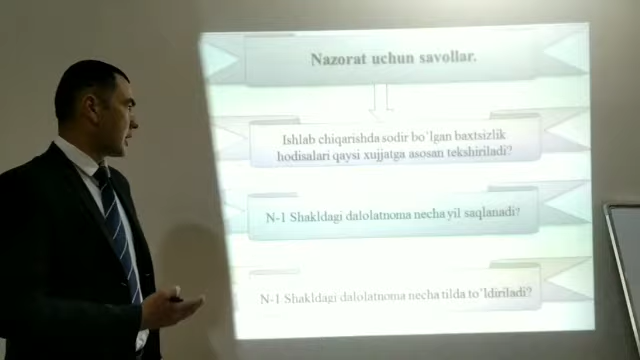 Nazorat uchun savollar.
Ishlab chiqarishda sodir bo`lgan baxtsizlik
hodisalari qaysi xujjatga asosan tekshiriladi?
N-1 Shakldagi dalolatnoma necha yil saqlanadi?
N-1 Shakldagi dalolatnoma necha tilda to`ldiriladi?